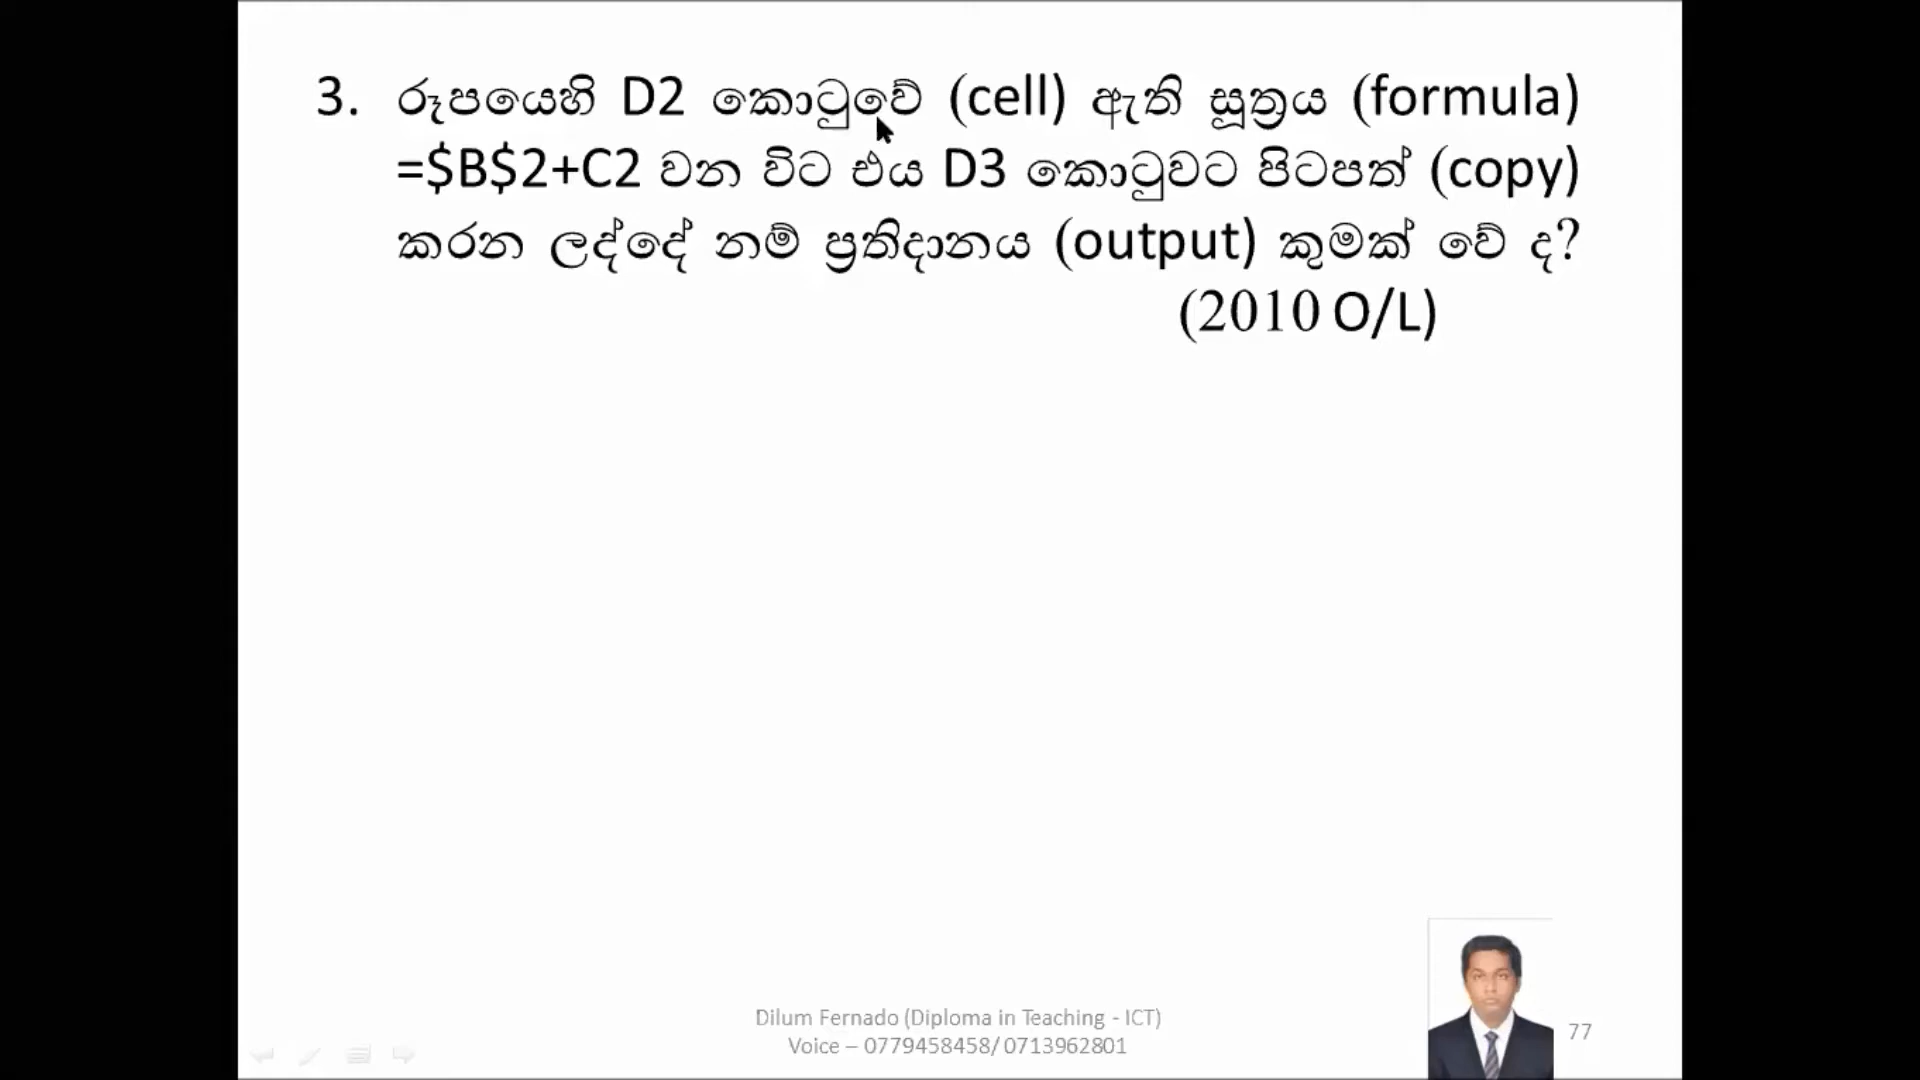 3. රූපයෙහි D2 කොටුවේ (cell) ඇති සූත්‍රය (formula)
=$B$2+C2 වන විට එය D3 කොටුවට පිටපත් (copy)
කරන ලද්දේ නම් ප්‍රතිදානය (output) කුමක් වේ ද?
(2010 O/L)
Dilum Fernado (Diploma in Teaching - ICT)
Voice – 0779458458/ 0713962801
77